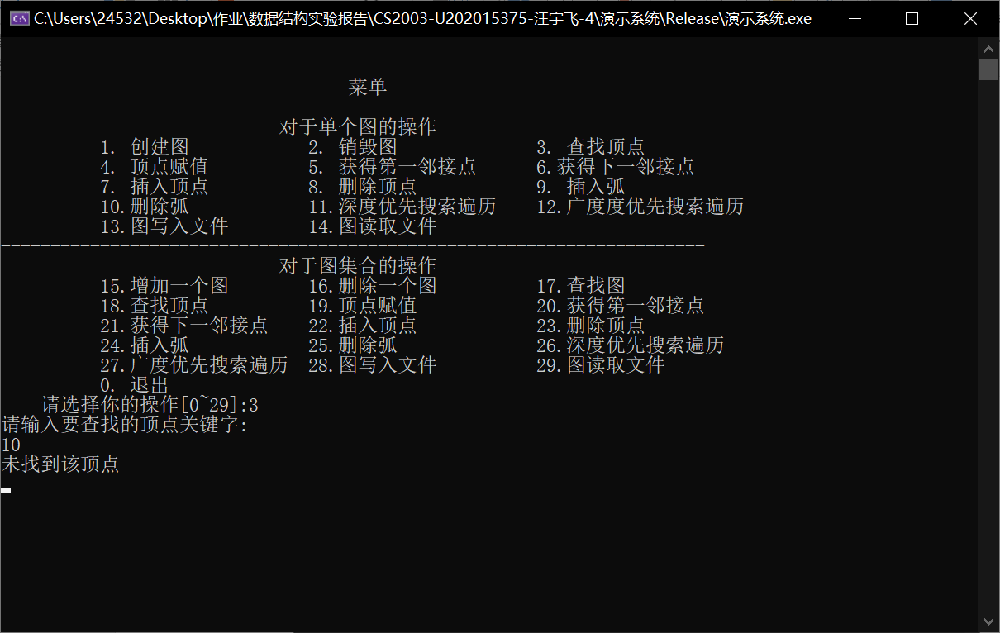 C:\Users\24532\Desktop\作业\数据结构实验报告\CS2003-U202015375-汪宇飞-4\演示系统\Release\演示系统.exe
菜单
-----------------------------------------------------------------------
对于单个图的操作
1. 创建图 2. 销毁图 3. 查找顶点
4. 顶点赋值 5. 获得第一邻接点 6.获得下一邻接点
7. 插入顶点 8. 删除顶点 9. 插入弧
10.删除弧 11.深度优先搜索遍历 12.广度度优先搜索遍历
13.图写入文件 14.图读取文件
-----------------------------------------------------------------------
对于图集合的操作
15.增加一个图 16.删除一个图 17.查找图
18.查找顶点 19.顶点赋值 20.获得第一邻接点
21.获得下一邻接点 22.插入顶点 23.删除顶点
24.插入弧 25.删除弧 26.深度优先搜索遍历
27.广度优先搜索遍历 28.图写入文件 29.图读取文件
0. 退出
请选择你的操作[0~29]:3
请输入要查找的顶点关键字:
10
未找到该顶点